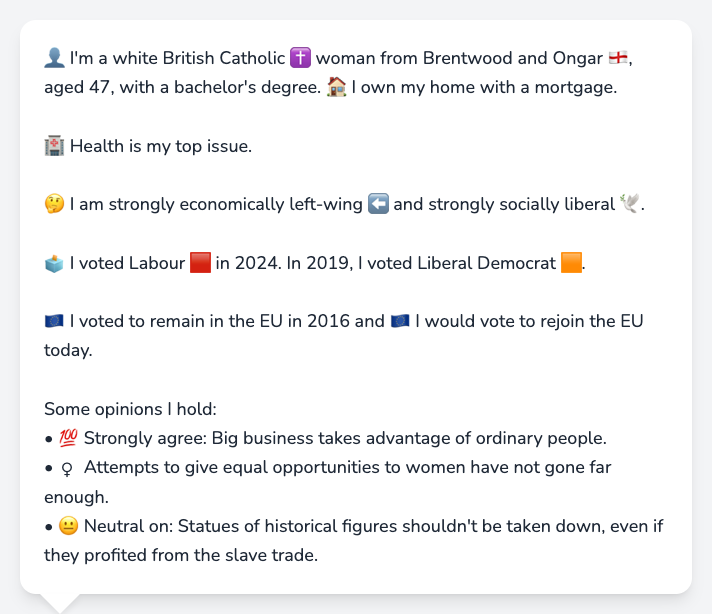 👤 I'm a white British Catholic ✝️ woman from Brentwood and Ongar 🏴󠁧󠁢󠁥󠁮󠁧󠁿,
aged 47, with a bachelor's degree. 🏠 I own my home with a mortgage.
🏥 Health is my top issue.
🤔 I am strongly economically left-wing ⬅️ and strongly socially liberal 🕊️.
🗳️ I voted Labour 🟥 in 2024. In 2019, I voted Liberal Democrat 🟧.
🇪🇺 I voted to remain in the EU in 2016 and 🇪🇺 I would vote to rejoin the EU
today.
Some opinions I hold:
• 💯 Strongly agree: Big business takes advantage of ordinary people.
• ♀ Attempts to give equal opportunities to women have not gone far
enough.
• 😐 Neutral on: Statues of historical figures shouldn't be taken down, even if
they profited from the slave trade.